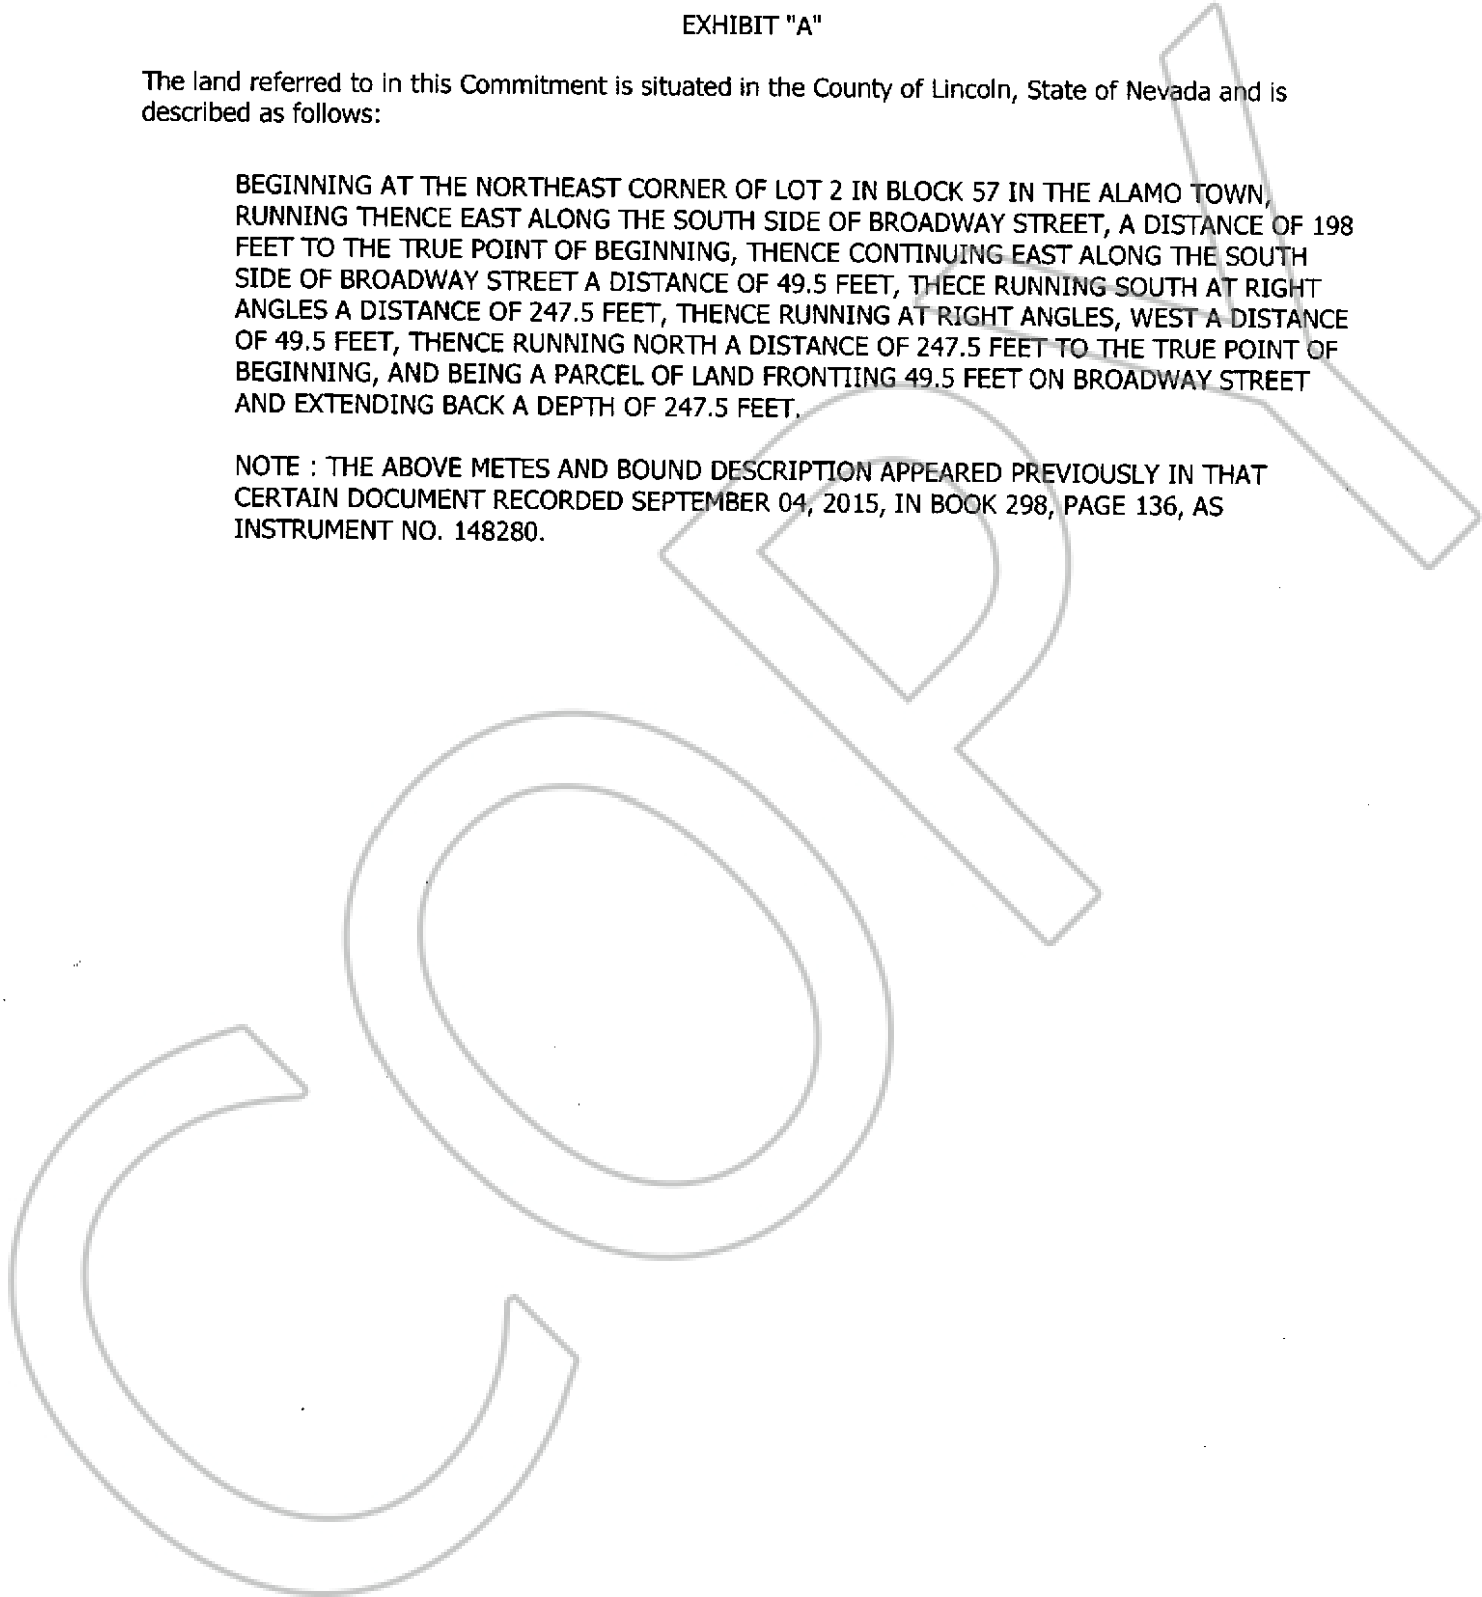 EXHIBIT "A"
The land referred to in this Commitment is situated in the County of Lincoln, State of Nevada and is
described as follows:
BEGINNING AT THE NORTHEAST CORNER OF LOT 2 IN BLOCK 57 IN THE ALAMO TOWN,
RUNNING THENCE EAST ALONG THE SOUTH SIDE OF BROADWAY STREET, A DISTANCE OF 198
FEET TO THE TRUE POINT OF BEGINNING, THENCE CONTINUING EAST ALONG THE SOUTH
SIDE OF BROADWAY STREET A DISTANCE OF 49.5 FEET, THECE RUNNING SOUTH AT RIGHT
ANGLES A DISTANCE OF 247.5 FEET, THENCE RUNNING AT RIGHT ANGLES, WEST A DISTANCE
OF 49.5 FEET, THENCE RUNNING NORTH A DISTANCE OF 247.5 FEET TO THE TRUE POINT OF
BEGINNING, AND BEING A PARCEL OF LAND FRONTIING 49.5 FEET ON BROADWAY STREET
AND EXTENDING BACK A DEPTH OF 247.5 FEET.
NOTE : THE ABOVE METES AND BOUND DESCRIPTION APPEARED PREVIOUSLY IN THAT
CERTAIN DOCUMENT RECORDED SEPTEMBER 04, 2015, IN BOOK 298, PAGE 136, AS
INSTRUMENT NO. 148280.
COPY